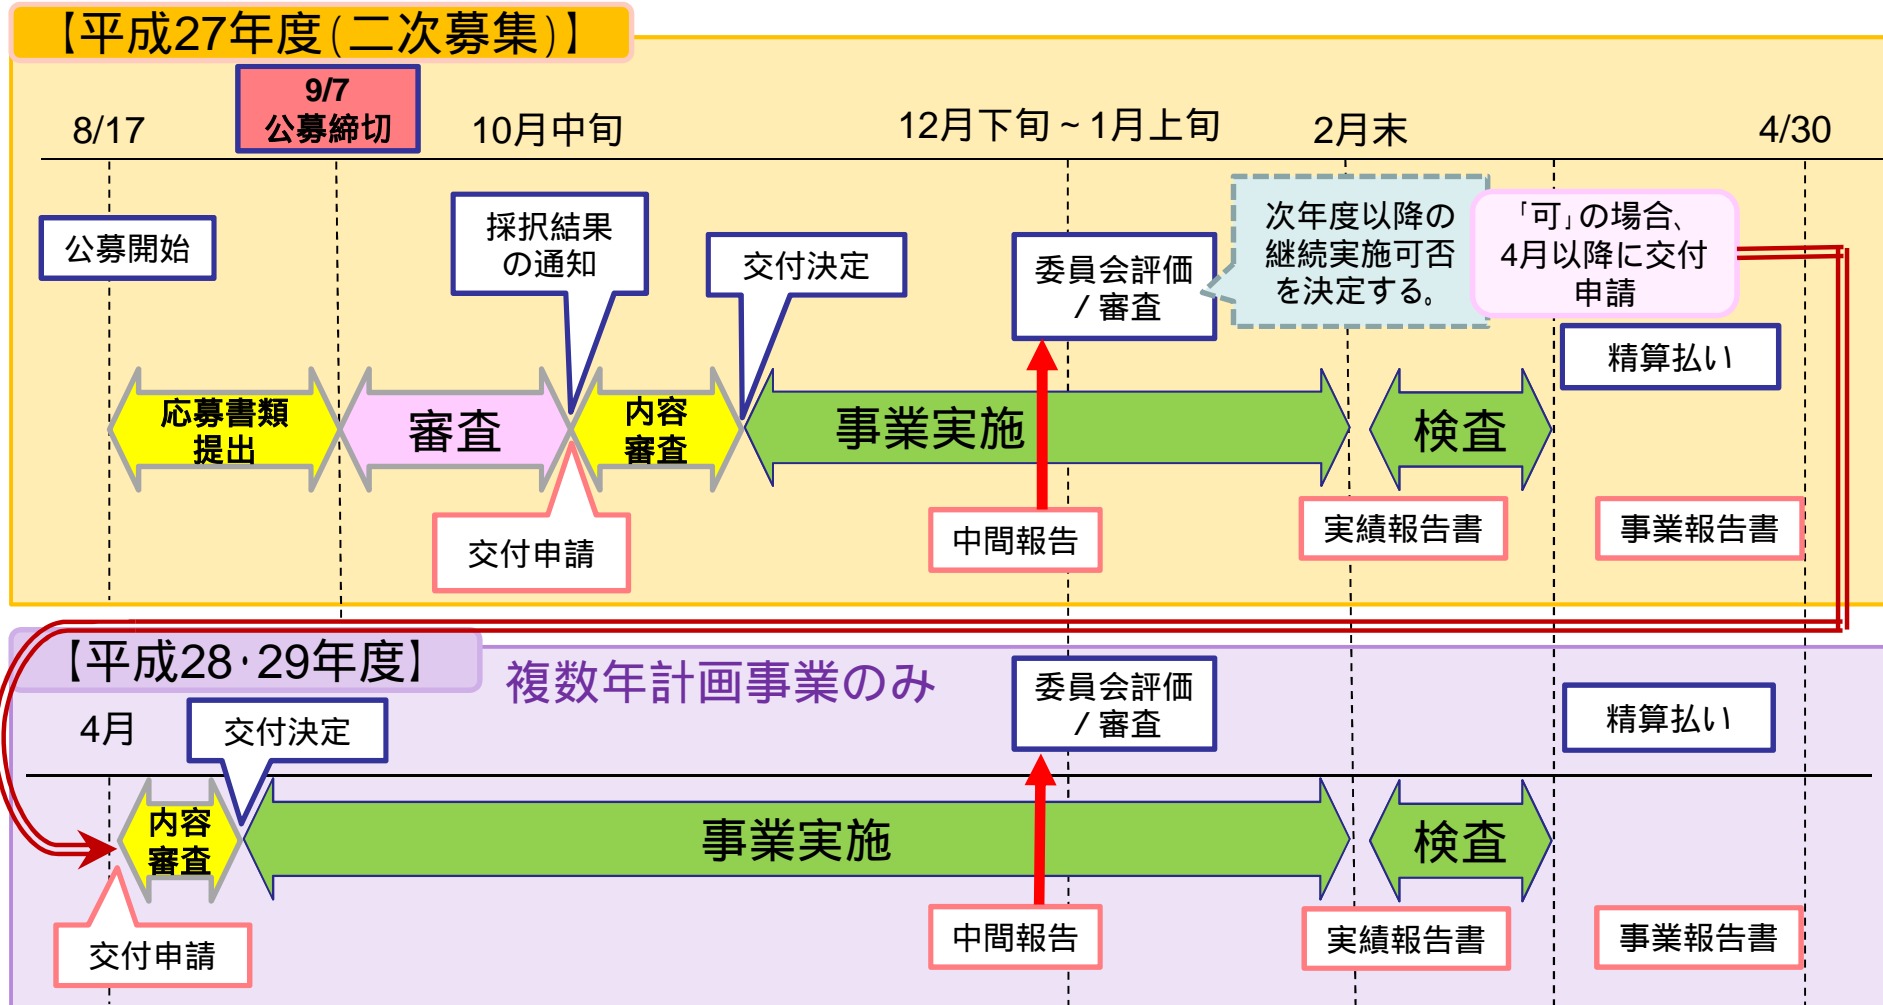 【平成27年度（二次募集）】
9/7
公募締切
8/17
10月中旬
12月下旬~1月上旬
2月末
4/30
公募開始
採択結果
の通知
交付決定
委員会評価
/ 審査
次年度以降の
継続実施可否
を決定する。
「可」の場合、
4月以降に交付
申請
精算払い
応募書類
提出
審査
内容
審査
事業実施
検査
交付申請
中間報告
実績報告書
事業報告書
【平成28・29年度】
複数年計画事業のみ
4月
交付決定
委員会評価
/ 審査
精算払い
内容
審査
事業実施
検査
交付申請
中間報告
実績報告書
事業報告書